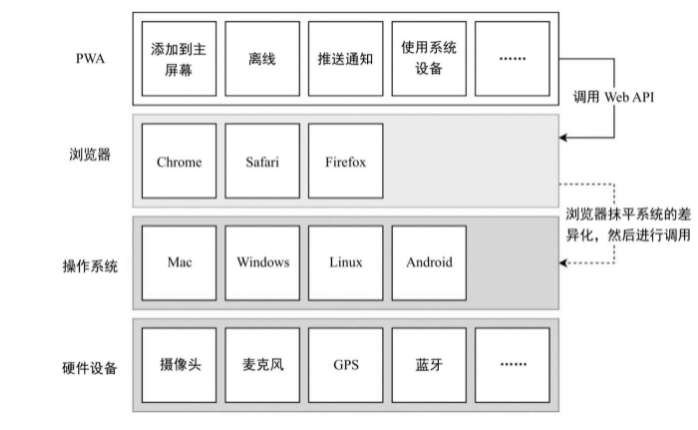 PWA
添加到主
屏幕
离线
推送通知
使用系统
设备
……
调用 Web API
浏览器
Chrome
Safari
Firefox
浏览器抹平系统的差
异化，然后进行调用
操作系统
Mac
Windows
Linux
Android
硬件设备
摄像头
麦克风
GPS
蓝牙
……